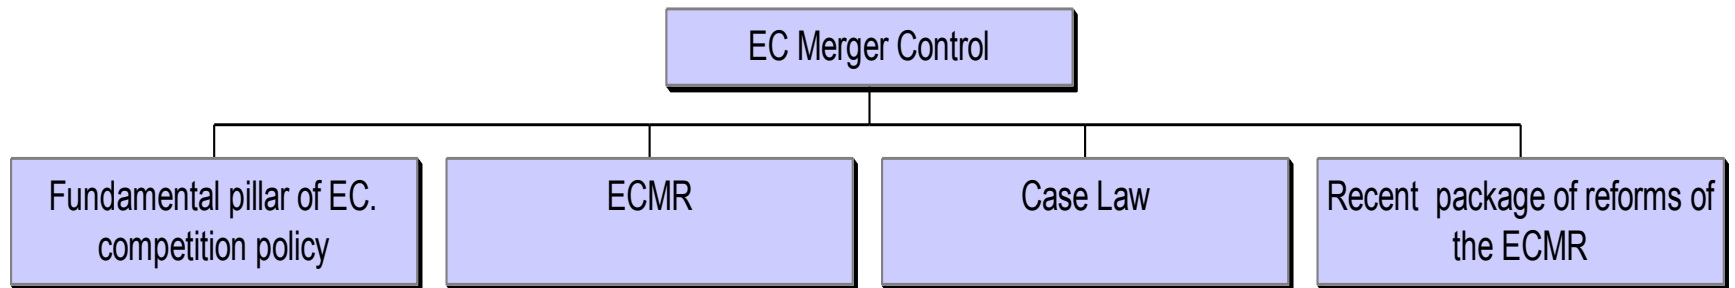 EC Merger Control
Fundamental pillar of EC.
competition policy
ECMR
Case Law
Recent package of reforms of
the ECMR